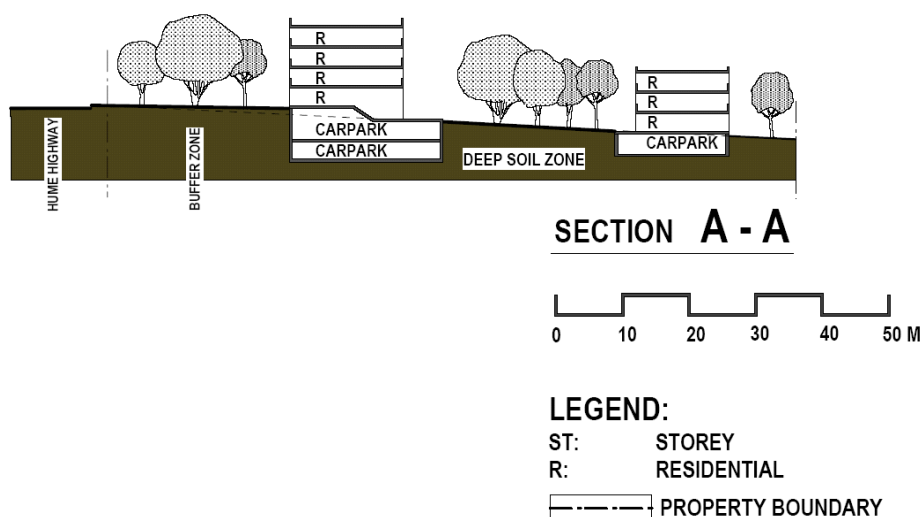 R
R
R
R
CARPARK
CARPARK
R
R
R
CARPARK
DEEP SOIL ZONE
HUME HIGHWAY
BUFFER ZONE
SECTION A - A
0 10 20 30 40 50 M
LEGEND:
ST: STOREY
R: RESIDENTIAL
PROPERTY BOUNDARY